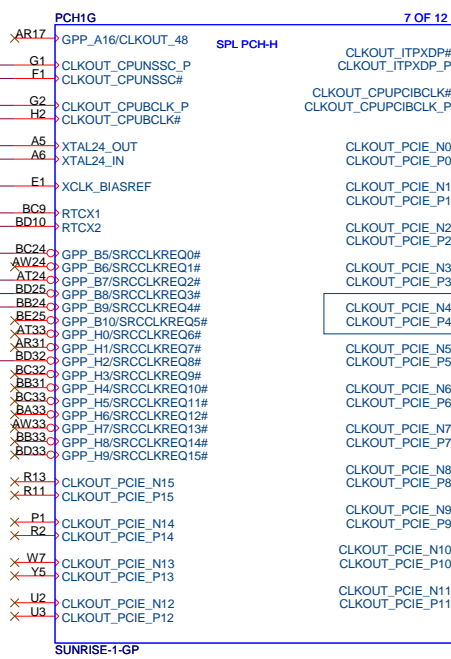 PCH1G 7 OF 12
SPL PCH-H
AR17 GPP_A16/CLKOUT_48
G1 CLKOUT_CPUNSSC_P
F1 CLKOUT_CPUNSSC#
G2 CLKOUT_CPUBCLK_P
H2 CLKOUT_CPUBCLK#
A5 XTAL24_OUT
A6 XTAL24_IN
E1 XCLK_BIASREF
BC9 RTCX1
BD10 RTCX2
BC24 GPP_B5/SRCCLKREQ0#
AW24 GPP_B6/SRCCLKREQ1#
AT24 GPP_B7/SRCCLKREQ2#
BD25 GPP_B8/SRCCLKREQ3#
BB24 GPP_B9/SRCCLKREQ4#
BE25 GPP_B10/SRCCLKREQ5#
AT33 GPP_H0/SRCCLKREQ6#
AR31 GPP_H1/SRCCLKREQ7#
BD32 GPP_H2/SRCCLKREQ8#
BC32 GPP_H3/SRCCLKREQ9#
BB31 GPP_H4/SRCCLKREQ10#
BC33 GPP_H5/SRCCLKREQ11#
BA33 GPP_H6/SRCCLKREQ12#
AW33 GPP_H7/SRCCLKREQ13#
BB33 GPP_H8/SRCCLKREQ14#
BD33 GPP_H9/SRCCLKREQ15#
R13 CLKOUT_PCIE_N15
R11 CLKOUT_PCIE_P15
P1 CLKOUT_PCIE_N14
R2 CLKOUT_PCIE_P14
W7 CLKOUT_PCIE_N13
Y5 CLKOUT_PCIE_P13
U2 CLKOUT_PCIE_N12
U3 CLKOUT_PCIE_P12
CLKOUT_ITPXDP#
CLKOUT_ITPXDP_P
CLKOUT_CPUPCIBCLK#
CLKOUT_CPUPCIBCLK_P
CLKOUT_PCIE_N0
CLKOUT_PCIE_P0
CLKOUT_PCIE_N1
CLKOUT_PCIE_P1
CLKOUT_PCIE_N2
CLKOUT_PCIE_P2
CLKOUT_PCIE_N3
CLKOUT_PCIE_P3
CLKOUT_PCIE_N4
CLKOUT_PCIE_P4
CLKOUT_PCIE_N5
CLKOUT_PCIE_P5
CLKOUT_PCIE_N6
CLKOUT_PCIE_P6
CLKOUT_PCIE_N7
CLKOUT_PCIE_P7
CLKOUT_PCIE_N8
CLKOUT_PCIE_P8
CLKOUT_PCIE_N9
CLKOUT_PCIE_P9
CLKOUT_PCIE_N10
CLKOUT_PCIE_P10
CLKOUT_PCIE_N11
CLKOUT_PCIE_P11
SUNRISE-1-GP